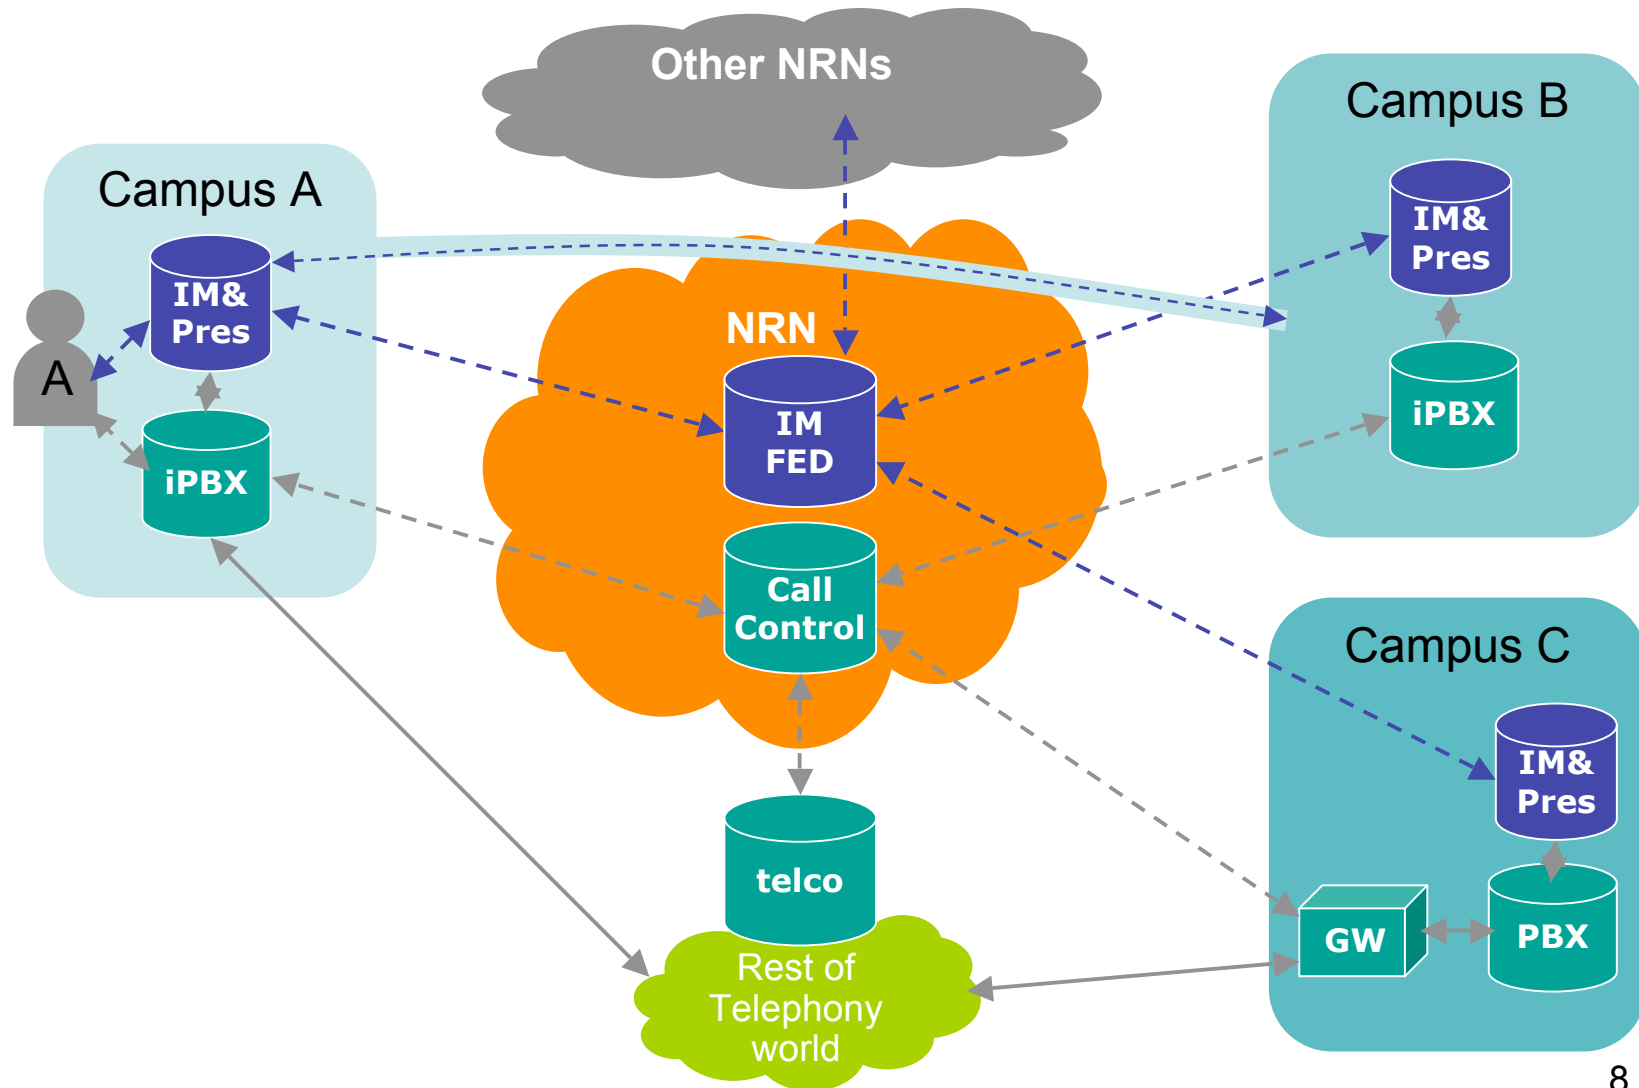 Other NRNs
Campus A
IM&
Pres
A
iPBX
NRN
IM
FED
Call
Control
telco
Rest of
Telephony
world
Campus B
IM&
Pres
iPBX
Campus C
IM&
Pres
GW
PBX
8